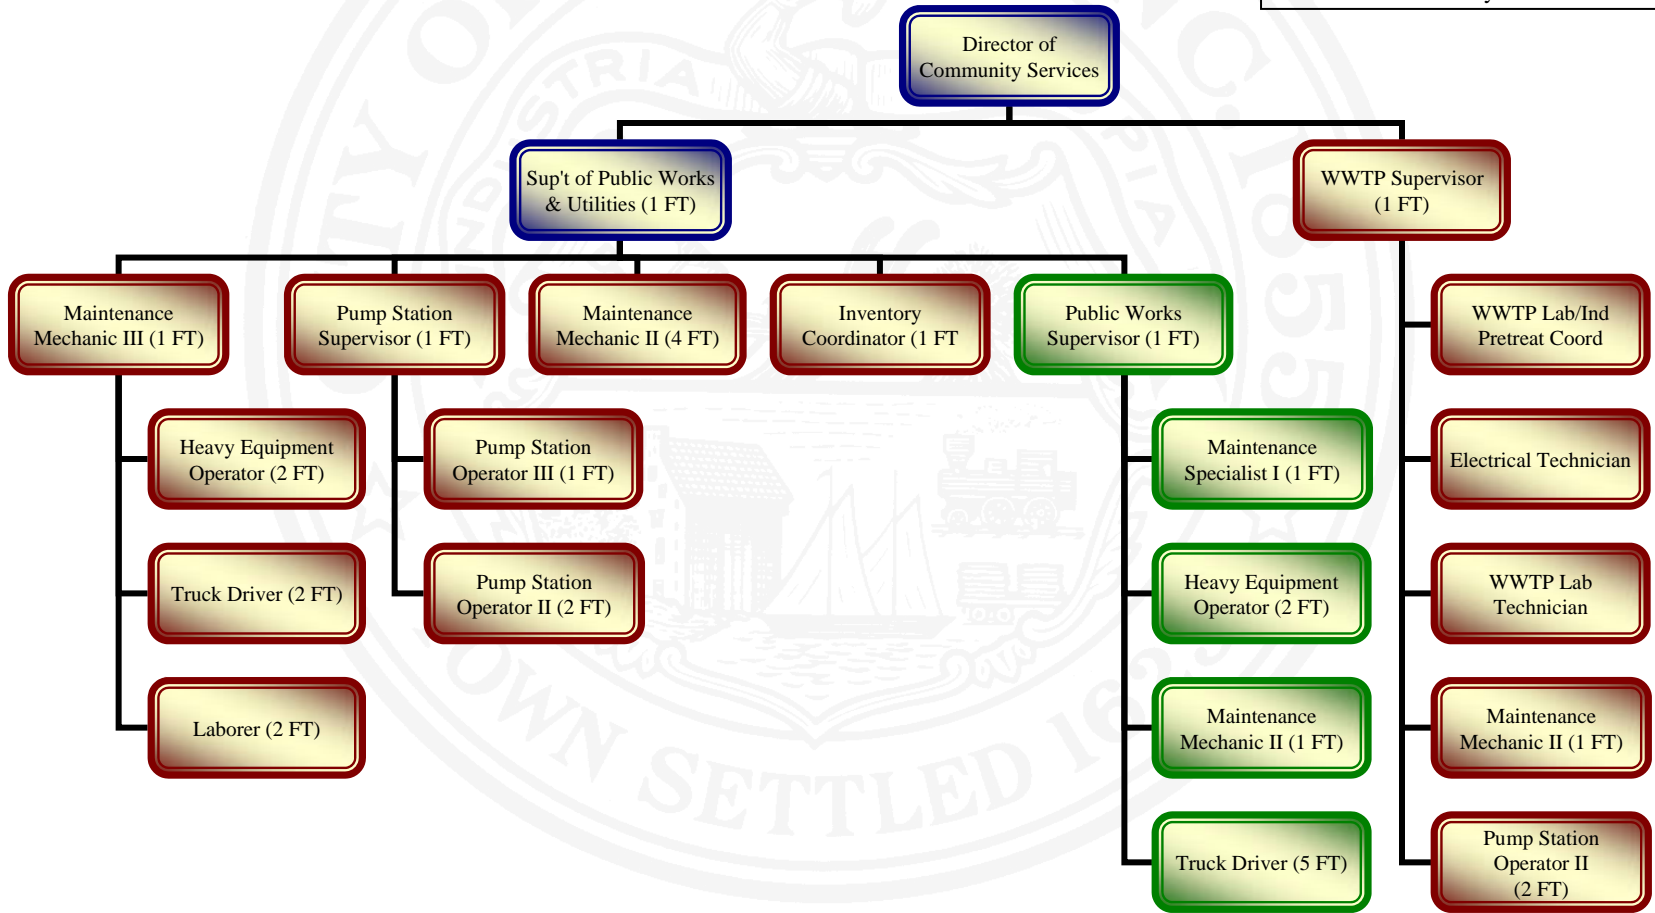 Director of
Community Services
Sup't of Public Works
& Utilities (1 FT)
WWTP Supervisor
(1 FT)
Maintenance
Mechanic III (1 FT)
Pump Station
Supervisor (1 FT)
Maintenance
Mechanic II (4 FT)
Inventory
Coordinator (1 FT
Public Works
Supervisor (1 FT)
WWTP Lab/Ind
Pretreat Coord
Heavy Equipment
Operator (2 FT)
Pump Station
Operator III (1 FT)
Maintenance
Specialist I (1 FT)
Electrical Technician
Truck Driver (2 FT)
Pump Station
Operator II (2 FT)
Heavy Equipment
Operator (2 FT)
WWTP Lab
Technician
Laborer (2 FT)
Maintenance
Mechanic II (1 FT)
Maintenance
Mechanic II (1 FT)
Truck Driver (5 FT)
Pump Station
Operator II
(2 FT)